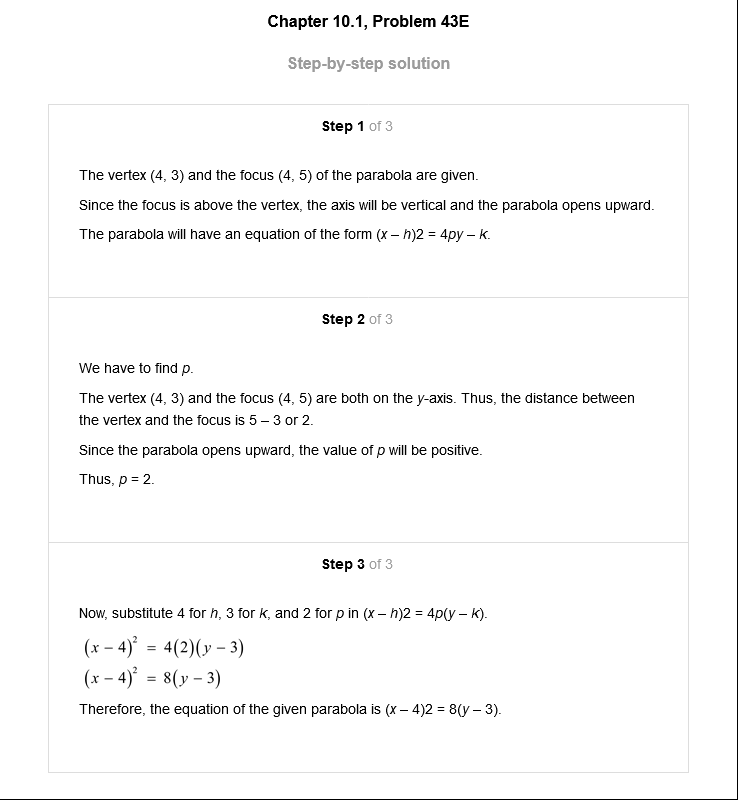 Chapter 10.1, Problem 43E
Step-by-step solution
Step 1 of 3
The vertex (4, 3) and the focus (4, 5) of the parabola are given.
Since the focus is above the vertex, the axis will be vertical and the parabola opens upward.
The parabola will have an equation of the form (x – h)2 = 4py – k.
Step 2 of 3
We have to find p.
The vertex (4, 3) and the focus (4, 5) are both on the y-axis. Thus, the distance between
the vertex and the focus is 5 – 3 or 2.
Since the parabola opens upward, the value of p will be positive.
Thus, p = 2.
Step 3 of 3
Now, substitute 4 for h, 3 for k, and 2 for p in (x – h)2 = 4p(y – k).
(x – 4)² = 4(2)(y – 3)
(x – 4)² = 8(y – 3)
Therefore, the equation of the given parabola is (x – 4)2 = 8(y – 3).